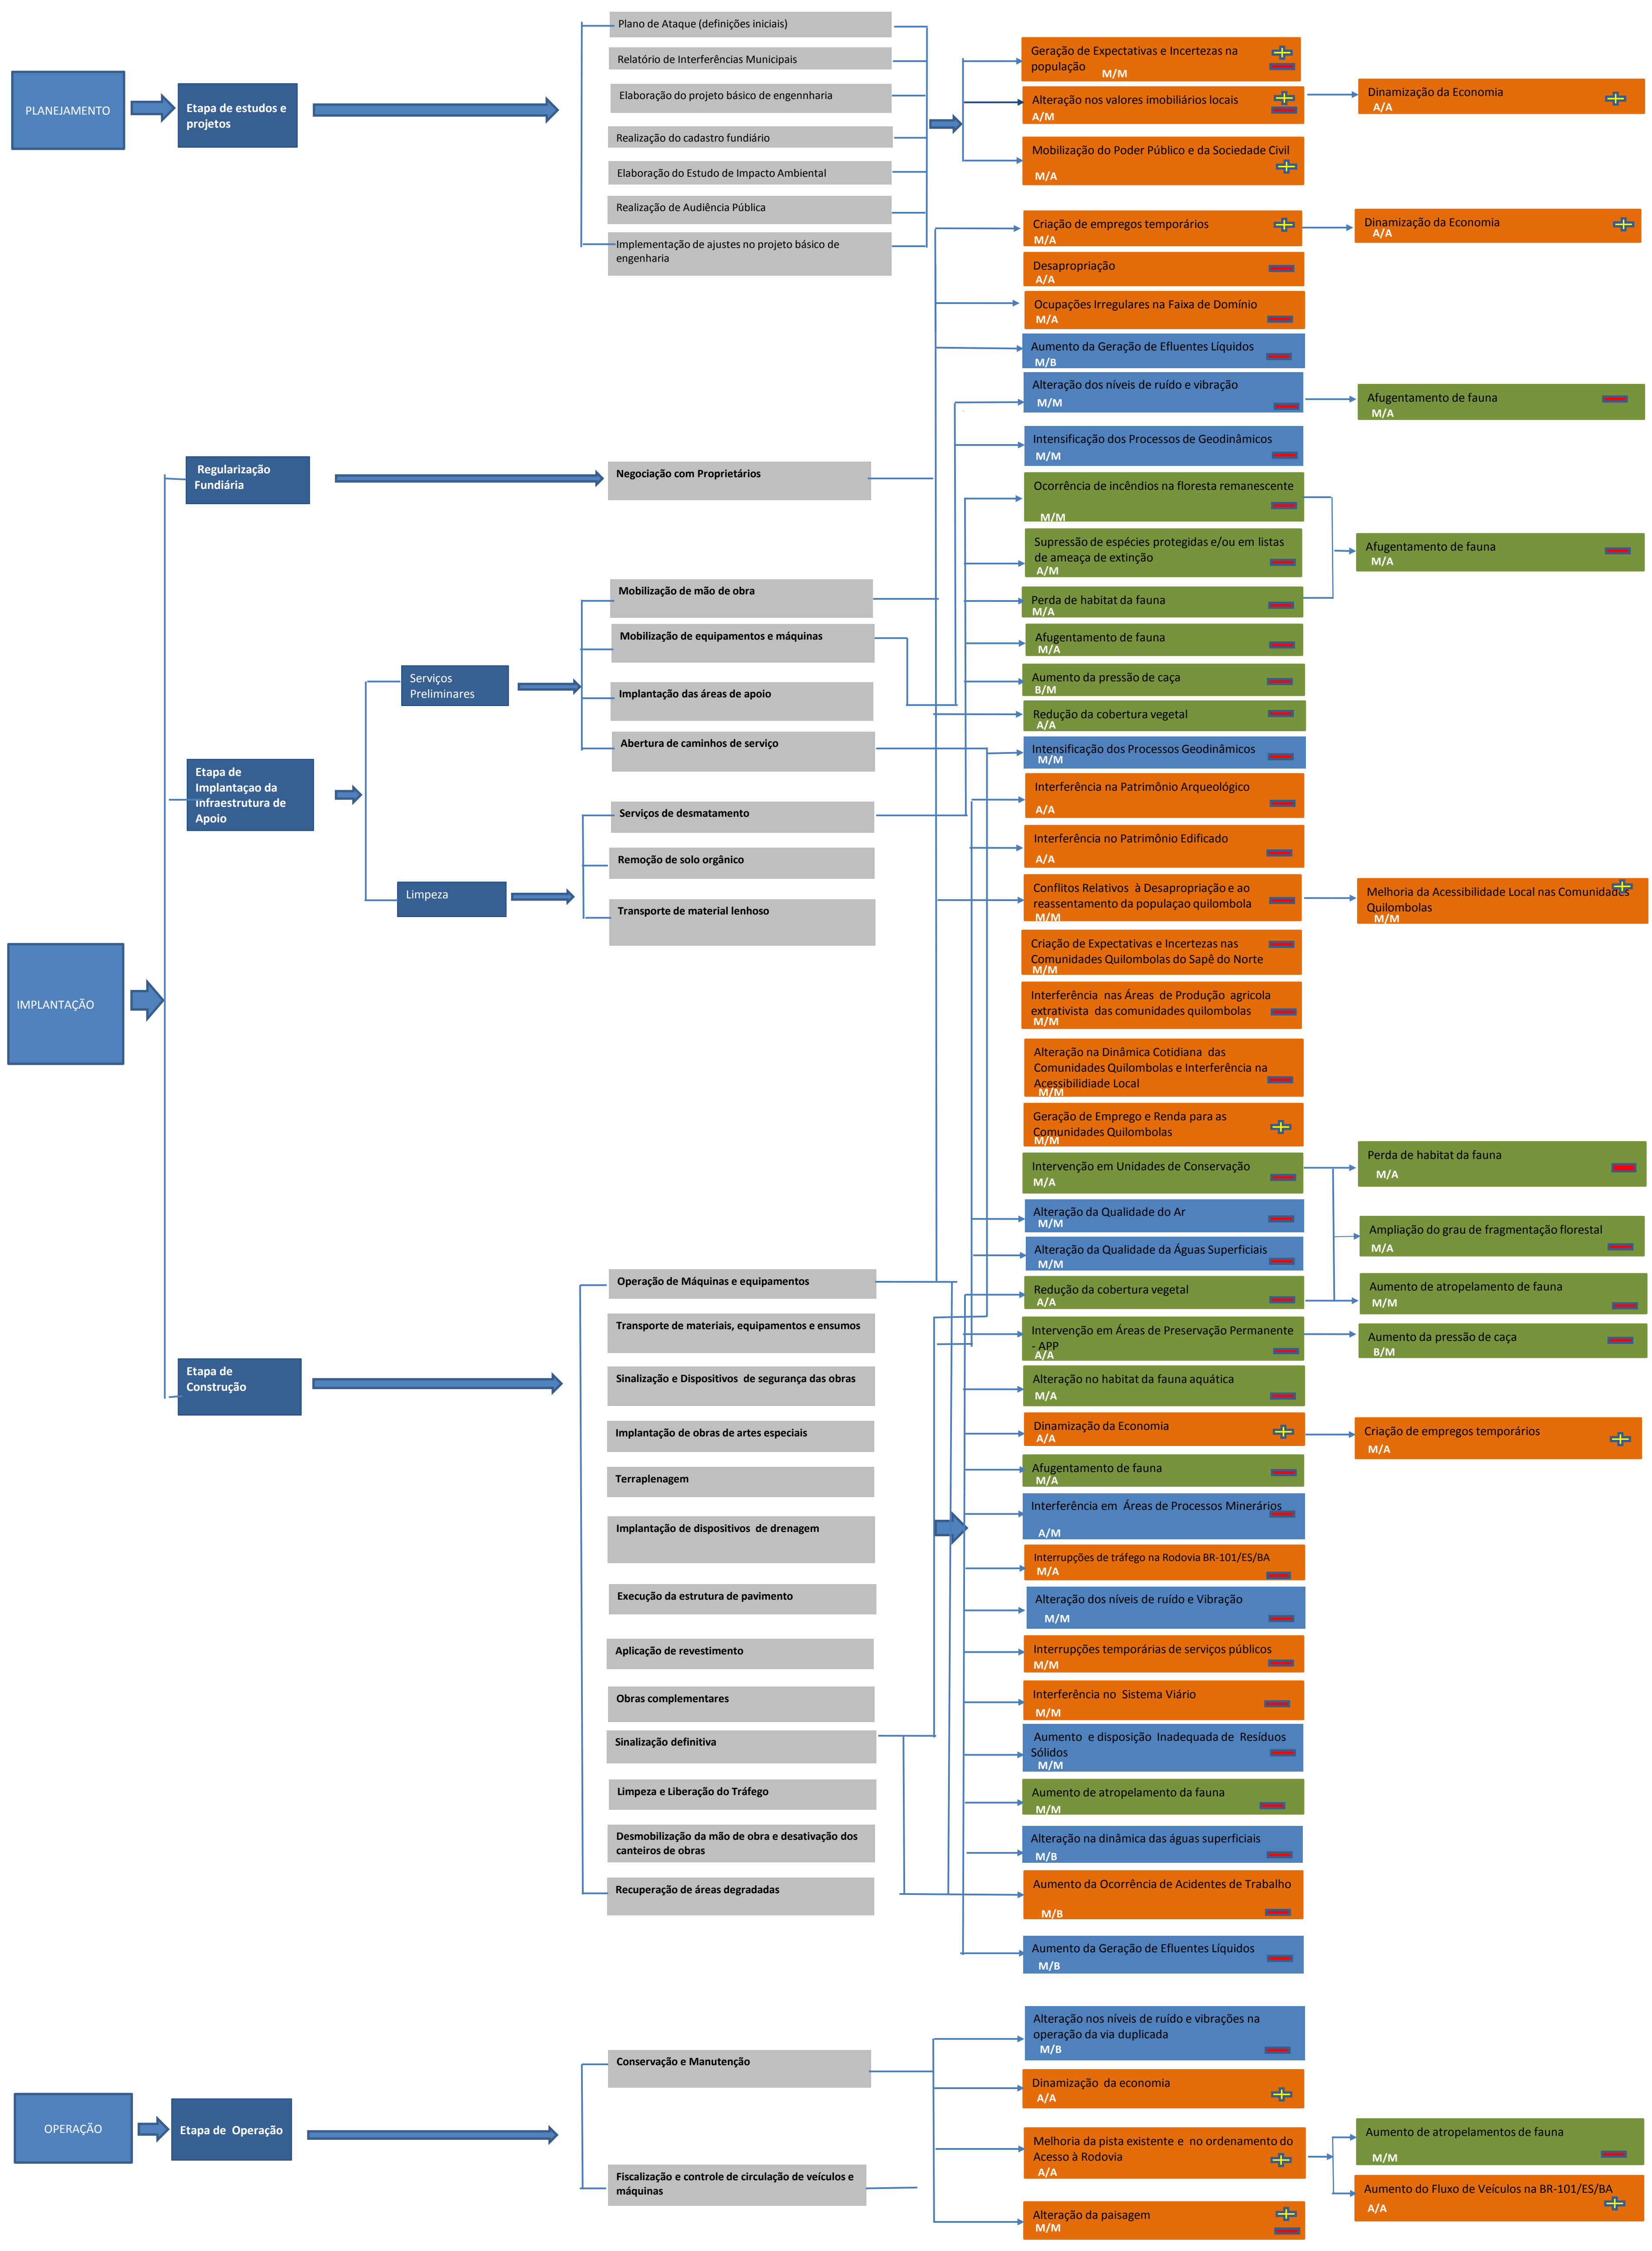 PLANEJAMENTO
Etapa de estudos e
projetos
Plano de Ataque (definições iniciais)
Relatório de Interferências Municipais
Elaboração do projeto básico de engennharia
Realização do cadastro fundiário
Elaboração do Estudo de Impacto Ambiental
Realização de Audiência Pública
Implementação de ajustes no projeto básico de
engenharia
Geração de Expectativas e Incertezas na
população
M/M
Alteração nos valores imobiliários locais
A/M
Dinamização da Economia
A/A
Mobilização do Poder Público e da Sociedade Civil
M/A
Criação de empregos temporários
M/A
Dinamização da Economia
A/A
Desapropriação
A/A
Ocupações Irregulares na Faixa de Domínio
M/A
Aumento da Geração de Efluentes Líquidos
M/B
Alteração dos níveis de ruído e vibração
M/M
Afugentamento de fauna
M/A
Intensificação dos Processos de Geodinâmicos
M/M
Ocorrência de incêndios na floresta remanescente
M/M
Supressão de espécies protegidas e/ou em listas
de ameaça de extinção
A/M
Afugentamento de fauna
M/A
Perda de habitat da fauna
M/A
Afugentamento de fauna
M/A
Aumento da pressão de caça
B/M
Redução da cobertura vegetal
A/A
Intensificação dos Processos Geodinâmicos
M/M
Interferência na Patrimônio Arqueológico
A/A
Interferência no Patrimônio Edificado
A/A
Conflitos Relativos à Desapropriação e ao
reassentamento da populaçao quilombola
M/M
Melhoria da Acessibilidade Local nas Comunidades
Quilombolas
M/M
Criação de Expectativas e Incertezas nas
Comunidades Quilombolas do Sapê do Norte
M/M
Interferência nas Áreas de Produção agricola
extrativista das comunidades quilombolas
M/M
Alteração na Dinâmica Cotidiana das
Comunidades Quilombolas e Interferência na
Acessibilidiade Local
M/M
Geração de Emprego e Renda para as
Comunidades Quilombolas
M/M
Intervenção em Unidades de Conservação
M/A
Perda de habitat da fauna
M/A
Alteração da Qualidade do Ar
M/M
Ampliação do grau de fragmentação florestal
M/A
Alteração da Qualidade da Águas Superficiais
M/M
Redução da cobertura vegetal
A/A
Aumento de atropelamento de fauna
M/M
Intervenção em Áreas de Preservação Permanente
- APP
A/A
Aumento da pressão de caça
B/M
Alteração no habitat da fauna aquática
M/A
Dinamização da Economia
A/A
Criação de empregos temporários
M/A
Afugentamento de fauna
M/A
Interferência em Áreas de Processos Minerários
A/M
Interrupções de tráfego na Rodovia BR-101/ES/BA
M/A
Alteração dos níveis de ruído e Vibração
M/M
Interrupções temporárias de serviços públicos
M/M
Interferência no Sistema Viário
M/M
Aumento e disposição Inadequada de Resíduos
Sólidos
M/M
Aumento de atropelamento da fauna
M/M
Alteração na dinâmica das águas superficiais
M/B
Aumento da Ocorrência de Acidentes de Trabalho
M/B
Aumento da Geração de Efluentes Líquidos
M/B
IMPLANTAÇÃO
Regularização
Fundiária
Negociação com Proprietários
Etapa de
Implantaçao da
Infraestrutura de
Apoio
Serviços
Preliminares
Mobilização de mão de obra
Mobilização de equipamentos e máquinas
Implantação das áreas de apoio
Abertura de caminhos de serviço
Limpeza
Serviços de desmatamento
Remoção de solo orgânico
Transporte de material lenhoso
Etapa de
Construção
Operação de Máquinas e equipamentos
Transporte de materiais, equipamentos e ensumos
Sinalização e Dispositivos de segurança das obras
Implantação de obras de artes especiais
Terraplenagem
Implantação de dispositivos de drenagem
Execução da estrutura de pavimento
Aplicação de revestimento
Obras complementares
Sinalização definitiva
Limpeza e Liberação do Tráfego
Desmobilização da mão de obra e desativação dos
canteiros de obras
Recuperação de áreas degradadas
OPERAÇÃO
Etapa de Operação
Conservação e Manutenção
Fiscalização e controle de circulação de veículos e
máquinas
Alteração nos níveis de ruído e vibrações na
operação da via duplicada
M/B
Dinamização da economia
A/A
Melhoria da pista existente e no ordenamento do
Acesso à Rodovia
A/A
Aumento de atropelamentos de fauna
M/M
Aumento do Fluxo de Veículos na BR-101/ES/BA
A/A
Alteração da paisagem
M/M